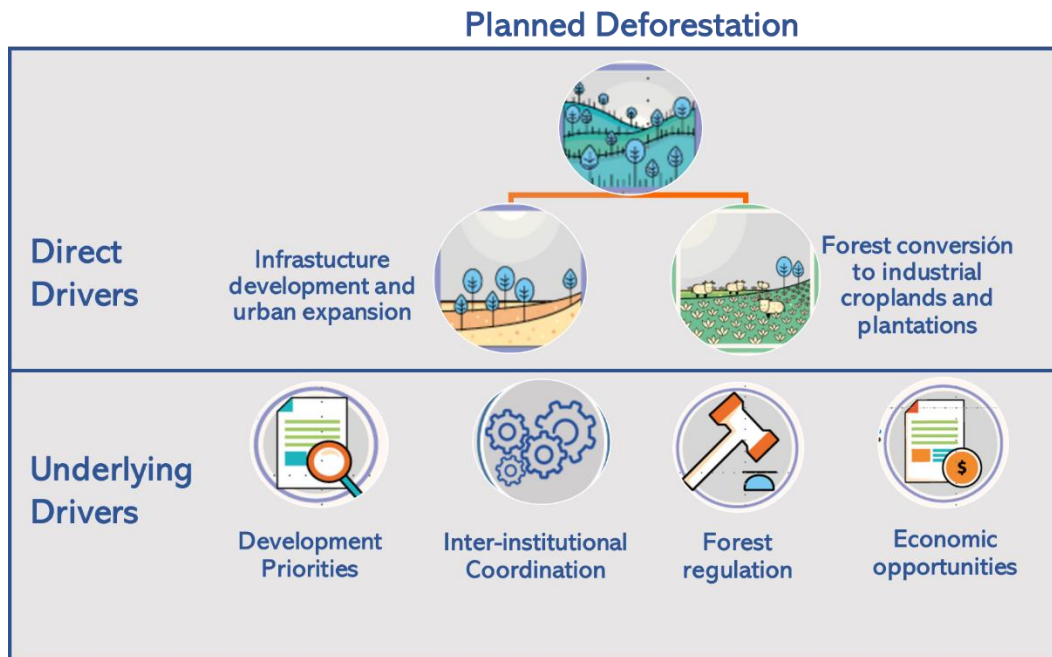 Planned Deforestation
Direct
Drivers
Infrastucture
development and
urban expansion
Forest conversión
to industrial
croplands and
plantations
Underlying
Drivers
Development
Priorities
Inter-institutional
Coordination
Forest
regulation
$
Economic
opportunities